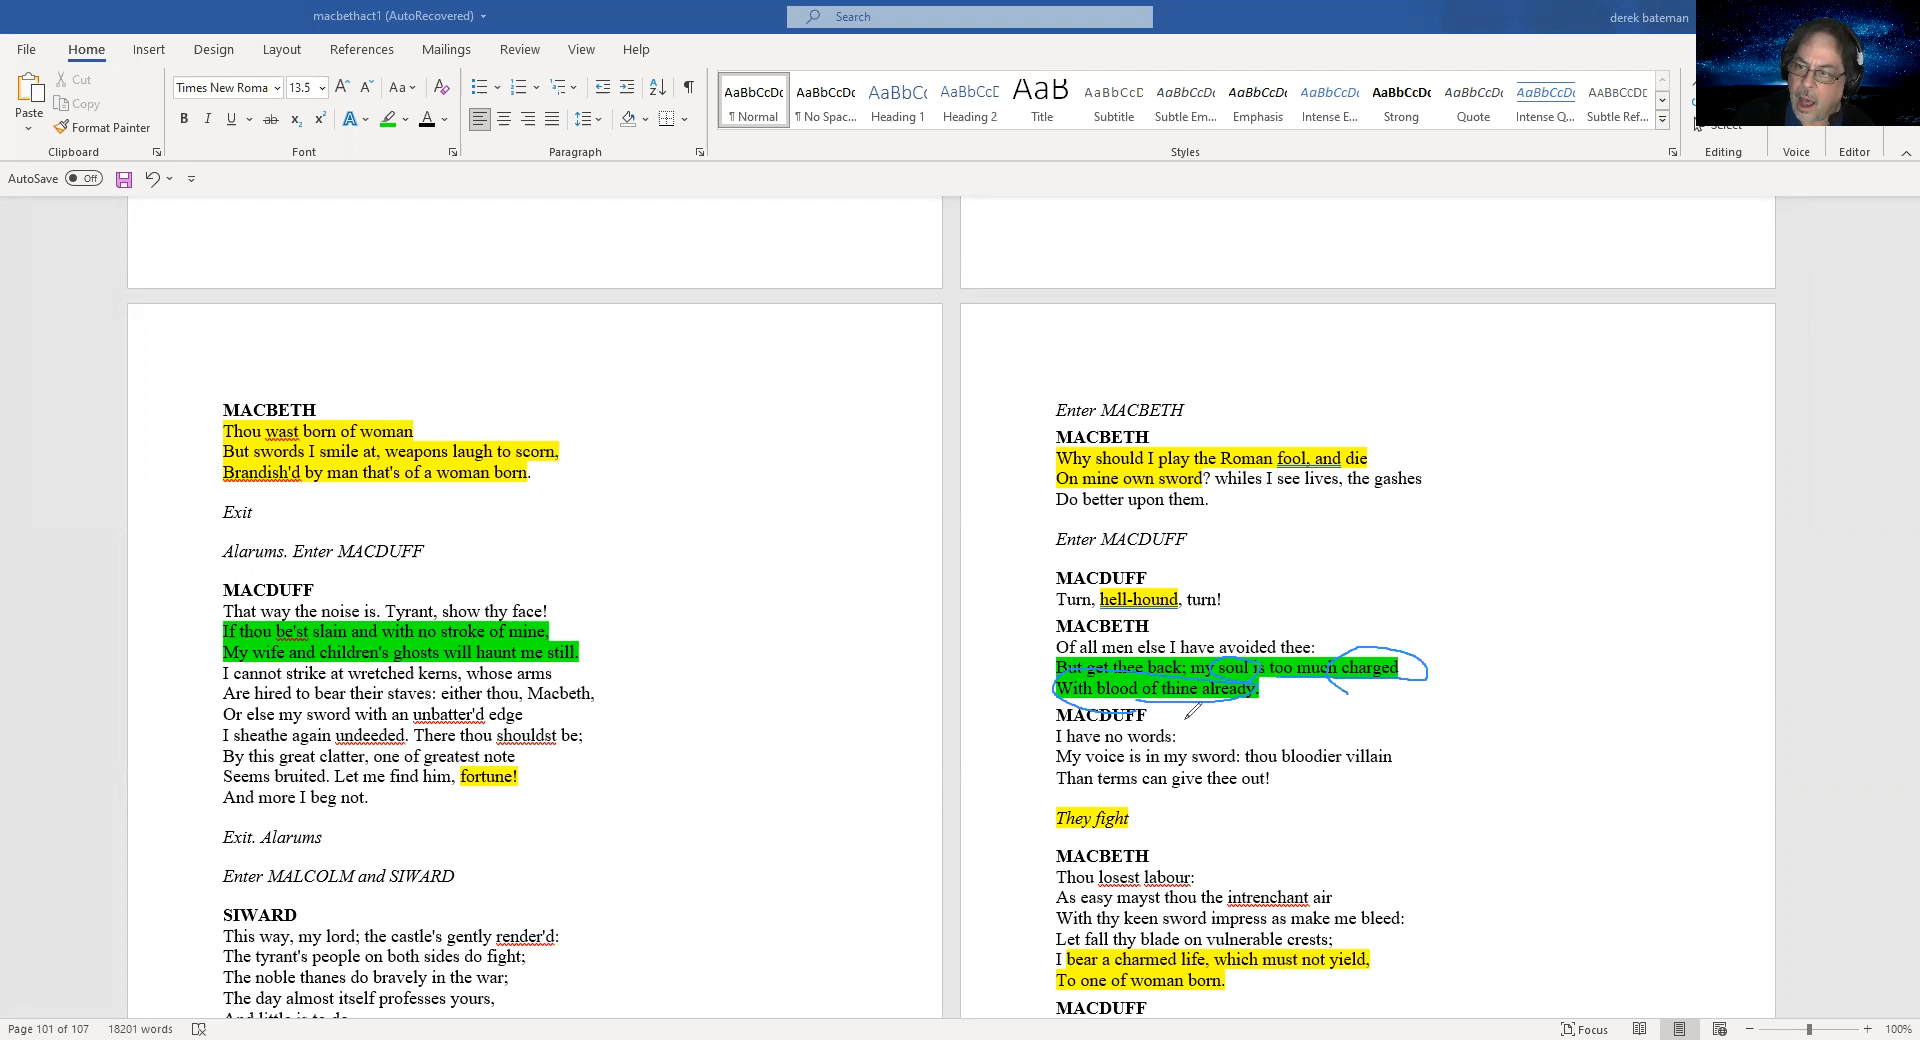 macbethact1 (AutoRecovered)
Search
derek bateman
File Home Insert Design Layout References Mailings Review View Help
Paste
Cut
Copy
Format Painter
Times New Roma 13.5
AaBbCcDc AaBbCcDc AaBbCc AaBbCcD AaB AaBbCcD AaBbCcDc AaBbCcDc AaBbCcDc AaBbCcDc AaBbCcDc AaBbCcDc AABBCCDC
¶ Normal ¶ No Spac... Heading 1 Heading 2 Title Subtitle Subtle Em... Emphasis Intense E... Strong Quote Intense Q... Subtle Ref...
Select
Clipboard Font Paragraph Styles Editing Voice Editor
AutoSave Off
MACBETH
Thou wast born of woman
But swords I smile at, weapons laugh to scorn,
Brandish'd by man that's of a woman born.
Exit
Alarums. Enter MACDUFF
MACDUFF
That way the noise is. Tyrant, show thy face!
If thou be'st slain and with no stroke of mine,
My wife and children's ghosts will haunt me still.
I cannot strike at wretched kerns, whose arms
Are hired to bear their staves: either thou, Macbeth,
Or else my sword with an unbatter'd edge
I sheathe again undeeded. There thou shouldst be;
By this great clatter, one of greatest note
Seems bruited. Let me find him, fortune!
And more I beg not.
Exit. Alarums
Enter MALCOLM and SIWARD
SIWARD
This way, my lord; the castle's gently render'd:
The tyrant's people on both sides do fight;
The noble thanes do bravely in the war;
The day almost itself professes yours,
And little is to do.
Enter MACBETH
MACBETH
Why should I play the Roman fool, and die
On mine own sword? whiles I see lives, the gashes
Do better upon them.
Enter MACDUFF
MACDUFF
Turn, hell-hound, turn!
MACBETH
Of all men else I have avoided thee:
But get thee back; my soul is too much charged
With blood of thine already.
MACDUFF
I have no words:
My voice is in my sword: thou bloodier villain
Than terms can give thee out!
They fight
MACBETH
Thou losest labour:
As easy mayst thou the intrenchant air
With thy keen sword impress as make me bleed:
Let fall thy blade on vulnerable crests;
I bear a charmed life, which must not yield,
To one of woman born.
MACDUFF
Page 101 of 107 18201 words
Focus
100%